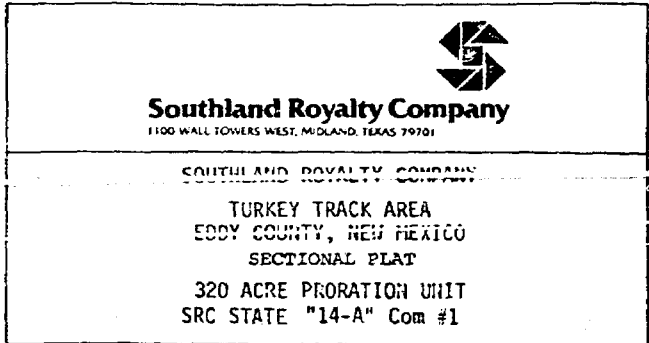 Southland Royalty Company
1100 WALL TOWERS WEST, MIDLAND, TEXAS 79701
SOUTHLAND ROYALTY COMPANY
TURKEY TRACK AREA
EDDY COUNTY, NEW MEXICO
SECTIONAL PLAT
320 ACRE PRORATION UNIT
SRC STATE "14-A" Com #1